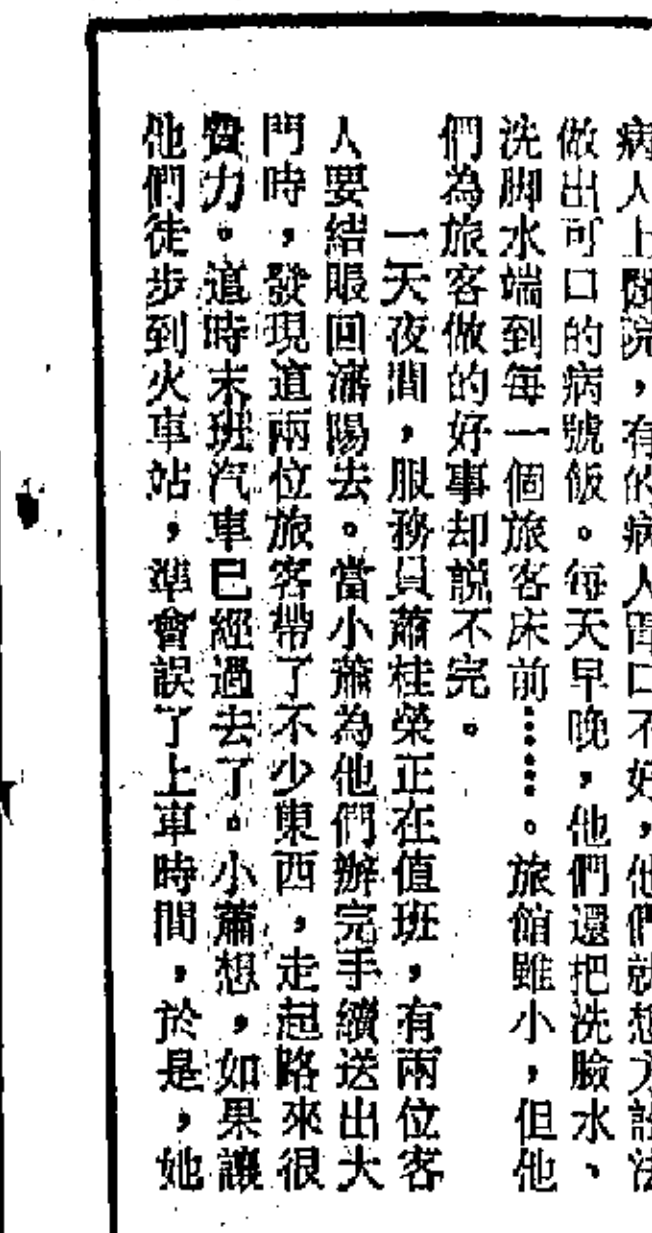 病人上醫院，有的病人胃口不好，他們就想方設法
做出可口的病號飯。每天早晚，他們還把洗臉水、
洗脚水端到每一個旅客床前……。旅館雖小，但他
們為旅客做的好事却說不完。
一天夜間，服務員蕭桂榮正在值班，有兩位客
人要結賬回瀋陽去。當小蕭為他們辦完手續送出大
門時，發現這兩位旅客帶了不少東西，走起路來很
費力。這時末班汽車已經過去了。小蕭想，如果讓
他們徒步到火車站，準會誤了上車時間，於是，她